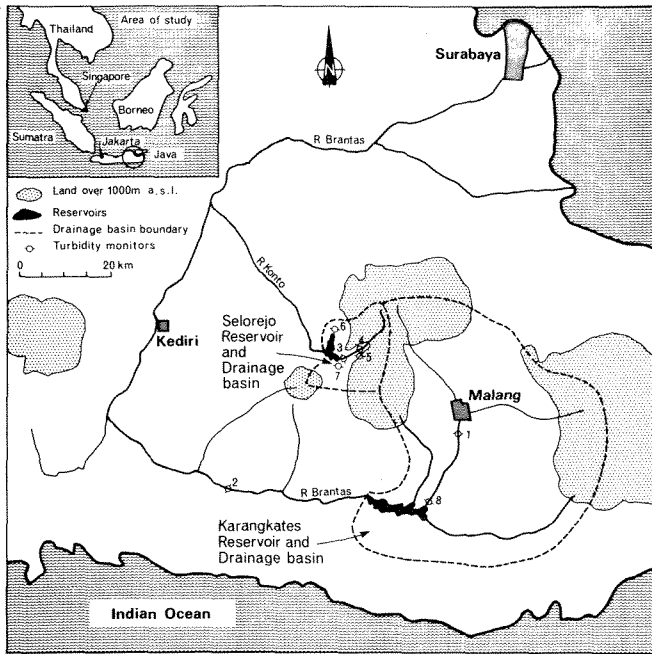 Area of study
Thailand
Singapore
Borneo
Sumatra
Jakarta
Java
Land over 1000m a.s.l.
Reservoirs
Drainage basin boundary
Turbidity monitors
0 20 km
N
Surabaya
R Brantas
R Konto
Kediri
Selorejo
Reservoir
and
Drainage
basin
6
3
4
5
7
Malang
1
2
R Brantas
8
Karangkates
Reservoir and
Drainage basin
Indian Ocean